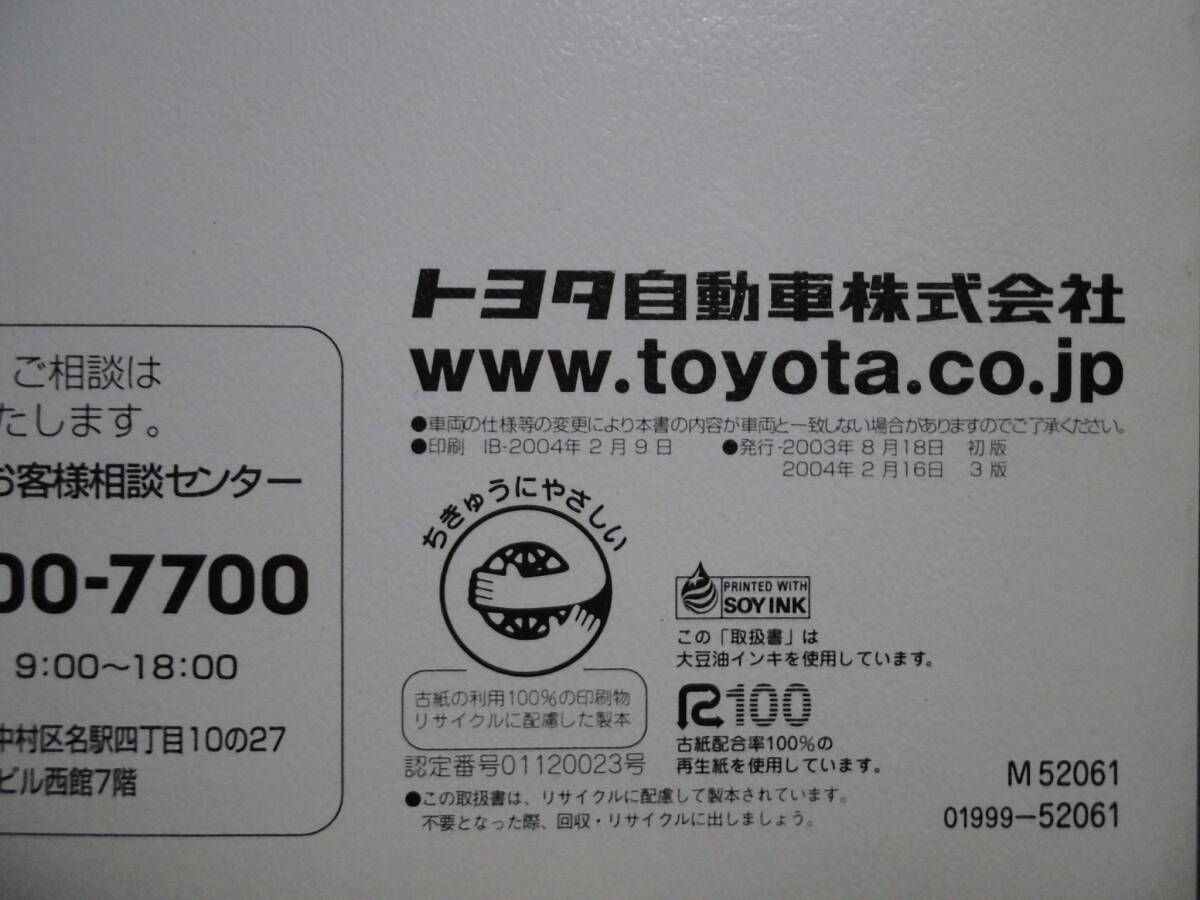 ご相談は
たします。
お客様相談センター
00-7700
9:00〜18:00
中村区名駅四丁目10の27
ビル西館7階
トヨタ自動車株式会社
www.toyota.co.jp
●車両の仕様等の変更により本書の内容が車両と一致しない場合がありますのでご了承ください。
●印刷 IB-2004年2月9日 ●発行-2003年8月18日 初版
2004年2月16日 3版
ちきゅうにやさしい
古紙の利用100%の印刷物
リサイクルに配慮した製本
認定番号01120023号
●この取扱書は、リサイクルに配慮して製本されています。
不要となった際、回収・リサイクルに出しましょう。
PRINTED WITH
SOY INK
この「取扱書」は
大豆油インキを使用しています。
R100
古紙配合率100%の
再生紙を使用しています。
M 52061
01999-52061